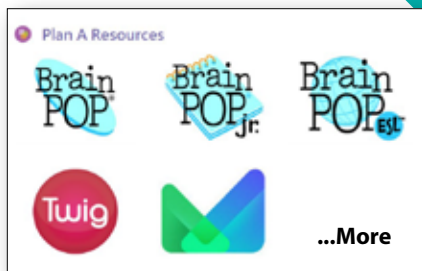 Plan A Resources
Brain
POP®
Brain
POP jr.
Brain
POP ESL
Twig
...More